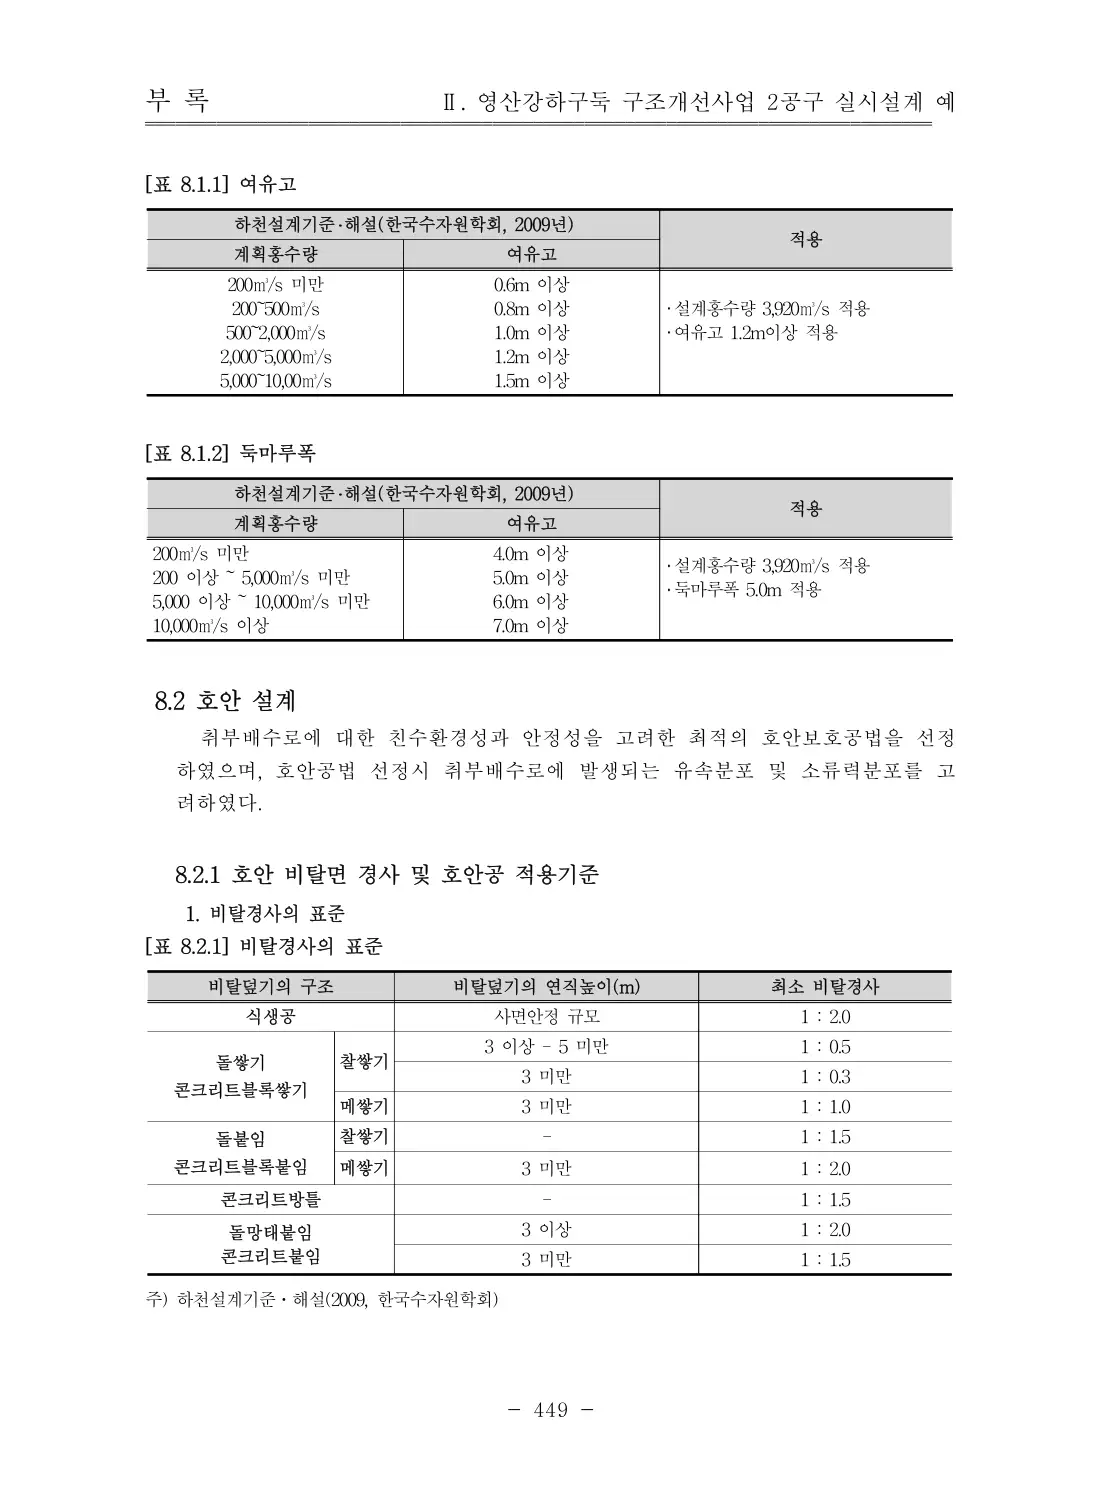 부 록
Ⅱ. 영산강하구둑 구조개선사업 2공구 실시설계 예
[표 8.1.1] 여유고
하천설계기준·해설(한국수자원학회, 2009년)
적용
계획홍수량
여유고
200㎥/s 미만
0.6m 이상
200~500㎥/s
0.8m 이상
·설계홍수량 3,920㎥/s 적용
500~2,000㎥/s
1.0m 이상
·여유고 1.2m이상 적용
2,000~5,000㎥/s
1.2m 이상
5,000~10,00㎥/s
1.5m 이상
[표 8.1.2] 둑마루폭
하천설계기준·해설(한국수자원학회, 2009년)
적용
계획홍수량
여유고
200㎥/s 미만
4.0m 이상
·설계홍수량 3,920㎥/s 적용
200 이상 ~ 5,000㎥/s 미만
5.0m 이상
·둑마루폭 5.0m 적용
5,000 이상 ~ 10,000㎥/s 미만
6.0m 이상
10,000㎥/s 이상
7.0m 이상
8.2 호안 설계
취부배수로에 대한 친수환경성과 안정성을 고려한 최적의 호안보호공법을 선정
하였으며, 호안공법 선정시 취부배수로에 발생되는 유속분포 및 소류력분포를 고
려하였다.
8.2.1 호안 비탈면 경사 및 호안공 적용기준
1. 비탈경사의 표준
[표 8.2.1] 비탈경사의 표준
비탈덮기의 구조
비탈덮기의 연직높이(m)
최소 비탈경사
식생공
사면안정 규모
1 : 2.0
돌쌓기
콘크리트블록쌓기
찰쌓기
3 이상 - 5 미만
1 : 0.5
3 미만
1 : 0.3
메쌓기
3 미만
1 : 1.0
돌붙임
콘크리트블록붙임
찰쌓기
-
1 : 1.5
메쌓기
3 미만
1 : 2.0
콘크리트방틀
-
1 : 1.5
돌망태붙임
콘크리트붙임
3 이상
1 : 2.0
3 미만
1 : 1.5
주) 하천설계기준·해설(2009, 한국수자원학회)
- 449 -